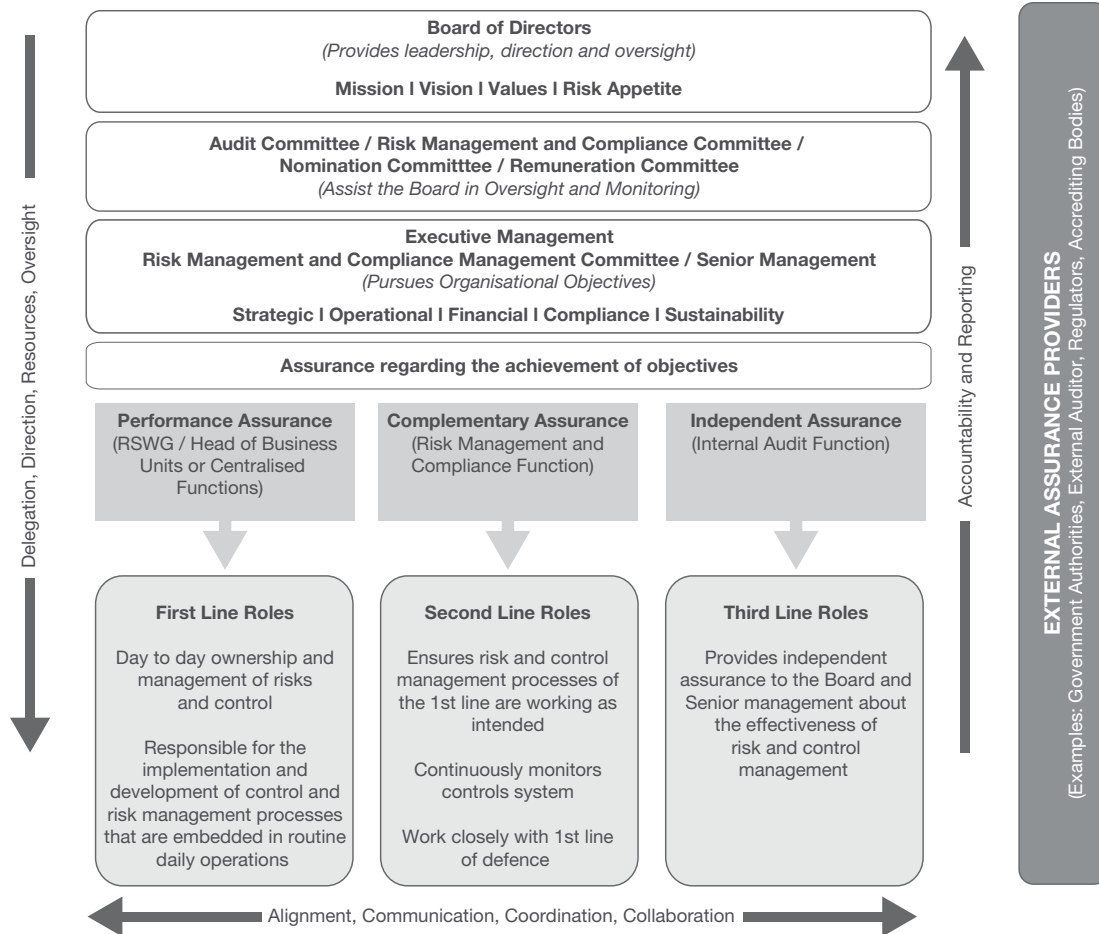 Board of Directors
(Provides leadership, direction and oversight)
Mission | Vision | Values | Risk Appetite
Audit Committee / Risk Management and Compliance Committee /
Nomination Committtee / Remuneration Committee
(Assist the Board in Oversight and Monitoring)
Executive Management
Risk Management and Compliance Management Committee / Senior Management
(Pursues Organisational Objectives)
Strategic | Operational | Financial | Compliance | Sustainability
Assurance regarding the achievement of objectives
Performance Assurance
(RSWG / Head of Business
Units or Centralised
Functions)
Complementary Assurance
(Risk Management and
Compliance Function)
Independent Assurance
(Internal Audit Function)
First Line Roles
Day to day ownership and
management of risks
and control
Responsible for the
implementation and
development of control and
risk management processes
that are embedded in routine
daily operations
Second Line Roles
Ensures risk and control
management processes of
the 1st line are working as
intended
Continuously monitors
controls system
Work closely with 1st line
of defence
Third Line Roles
Provides independent
assurance to the Board and
Senior management about
the effectiveness of
risk and control
management
Delegation, Direction, Resources, Oversight
Accountability and Reporting
Alignment, Communication, Coordination, Collaboration
EXTERNAL ASSURANCE PROVIDERS
(Examples: Government Authorities, External Auditor, Regulators, Accrediting Bodies)